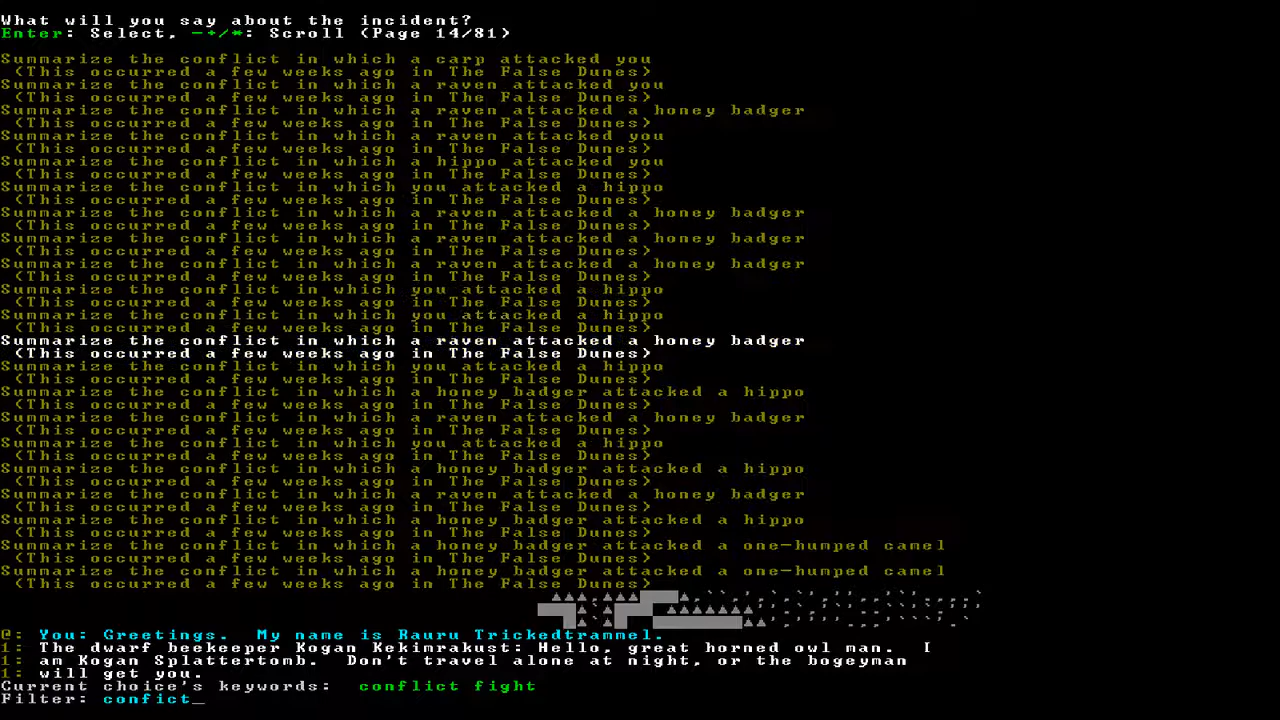 What will you say about the incident?
Enter: Select, -+/*: Scroll (Page 14/81)
Summarize the conflict in which a carp attacked you
(This occurred a few weeks ago in The False Dunes)
Summarize the conflict in which a raven attacked you
(This occurred a few weeks ago in The False Dunes)
Summarize the conflict in which a raven attacked a honey badger
(This occurred a few weeks ago in The False Dunes)
Summarize the conflict in which a raven attacked you
(This occurred a few weeks ago in The False Dunes)
Summarize the conflict in which a hippo attacked you
(This occurred a few weeks ago in The False Dunes)
Summarize the conflict in which you attacked a hippo
(This occurred a few weeks ago in The False Dunes)
Summarize the conflict in which a raven attacked a honey badger
(This occurred a few weeks ago in The False Dunes)
Summarize the conflict in which a raven attacked a honey badger
(This occurred a few weeks ago in The False Dunes)
Summarize the conflict in which a raven attacked a honey badger
(This occurred a few weeks ago in The False Dunes)
Summarize the conflict in which you attacked a hippo
(This occurred a few weeks ago in The False Dunes)
Summarize the conflict in which you attacked a hippo
(This occurred a few weeks ago in The False Dunes)
Summarize the conflict in which a raven attacked a honey badger
(This occurred a few weeks ago in The False Dunes)
Summarize the conflict in which you attacked a hippo
(This occurred a few weeks ago in The False Dunes)
Summarize the conflict in which a honey badger attacked a hippo
(This occurred a few weeks ago in The False Dunes)
Summarize the conflict in which a raven attacked a honey badger
(This occurred a few weeks ago in The False Dunes)
Summarize the conflict in which you attacked a hippo
(This occurred a few weeks ago in The False Dunes)
Summarize the conflict in which a honey badger attacked a hippo
(This occurred a few weeks ago in The False Dunes)
Summarize the conflict in which a raven attacked a honey badger
(This occurred a few weeks ago in The False Dunes)
Summarize the conflict in which a honey badger attacked a hippo
(This occurred a few weeks ago in The False Dunes)
Summarize the conflict in which a honey badger attacked a one-humped camel
(This occurred a few weeks ago in The False Dunes)
Summarize the conflict in which a honey badger attacked a one-humped camel
(This occurred a few weeks ago in The False Dunes)
@: You: Greetings. My name is Rauru Trickedtrammel.
1: The dwarf beekeeper Kogan Kekimrakust: Hello, great horned owl man. I
1: am Kogan Splattertomb. Don't travel alone at night, or the bogeyman
1: will get you.
Current choice's keywords: conflict fight
Filter: confict_